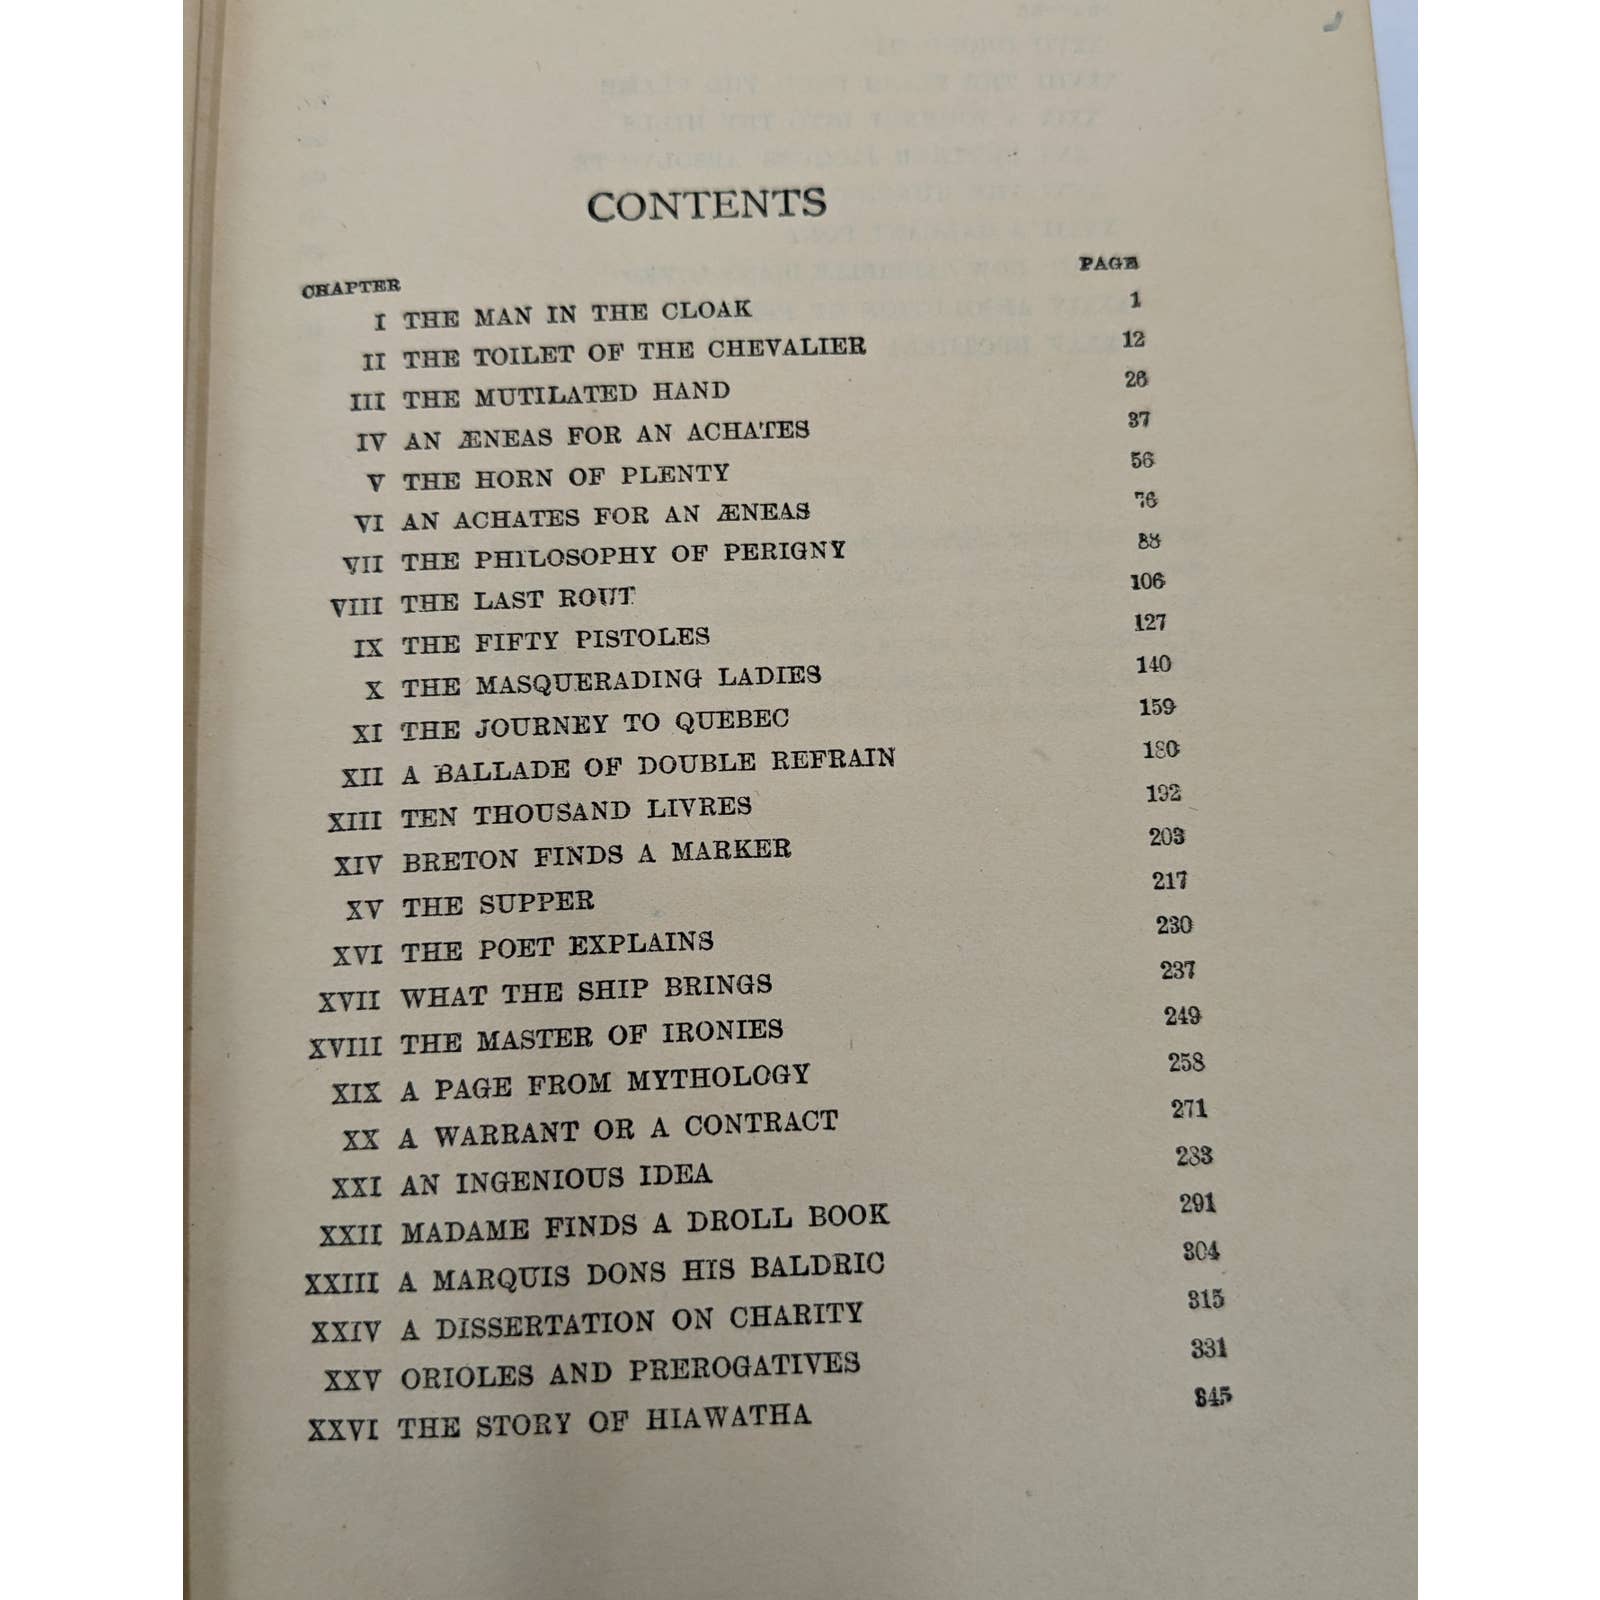 CONTENTS
CHAPTER PAGE
I THE MAN IN THE CLOAK 1
II THE TOILET OF THE CHEVALIER 12
III THE MUTILATED HAND 26
IV AN ÆNEAS FOR AN ACHATES 37
V THE HORN OF PLENTY 56
VI AN ACHATES FOR AN ÆNEAS 76
VII THE PHILOSOPHY OF PERIGNY 88
VIII THE LAST ROUT 106
IX THE FIFTY PISTOLES 127
X THE MASQUERADING LADIES 140
XI THE JOURNEY TO QUEBEC 159
XII A BALLADE OF DOUBLE REFRAIN 180
XIII TEN THOUSAND LIVRES 192
XIV BRETON FINDS A MARKER 203
XV THE SUPPER 217
XVI THE POET EXPLAINS 230
XVII WHAT THE SHIP BRINGS 237
XVIII THE MASTER OF IRONIES 249
XIX A PAGE FROM MYTHOLOGY 258
XX A WARRANT OR A CONTRACT 271
XXI AN INGENIOUS IDEA 283
XXII MADAME FINDS A DROLL BOOK 291
XXIII A MARQUIS DONS HIS BALDRIC 304
XXIV A DISSERTATION ON CHARITY 315
XXV ORIOLES AND PREROGATIVES 331
XXVI THE STORY OF HIAWATHA 345